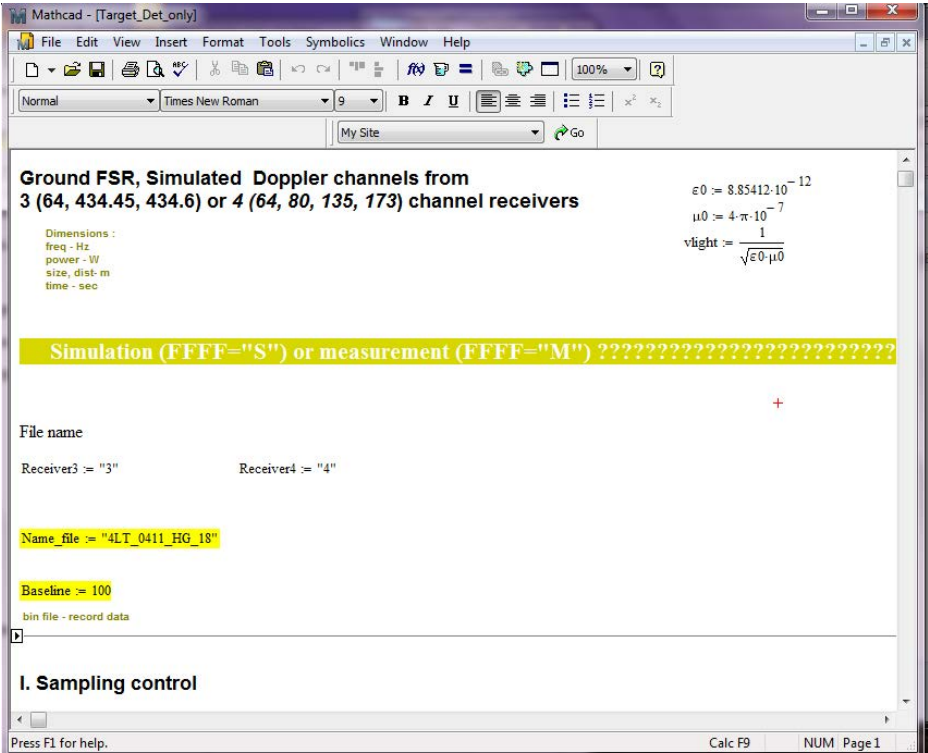 Mathcad - [Target_Det_only]
File Edit View Insert Format Tools Symbolics Window Help
100%
Normal Times New Roman 9 B I U
My Site Go
Ground FSR, Simulated Doppler channels from
3 (64, 434.45, 434.6) or 4 (64, 80, 135, 173) channel receivers
ε0 := 8.85412·10^-12
μ0 := 4·π·10^-7
vlight := 1/√(ε0·μ0)
Dimensions :
freq - Hz
power - W
size, dist- m
time - sec
Simulation (FFFF="S") or measurement (FFFF="M") ?????????????????????????
File name
Receiver3 := "3" Receiver4 := "4"
Name_file := "4LT_0411_HG_18"
Baseline := 100
bin file - record data
I. Sampling control
Press F1 for help. Calc F9 NUM Page 1